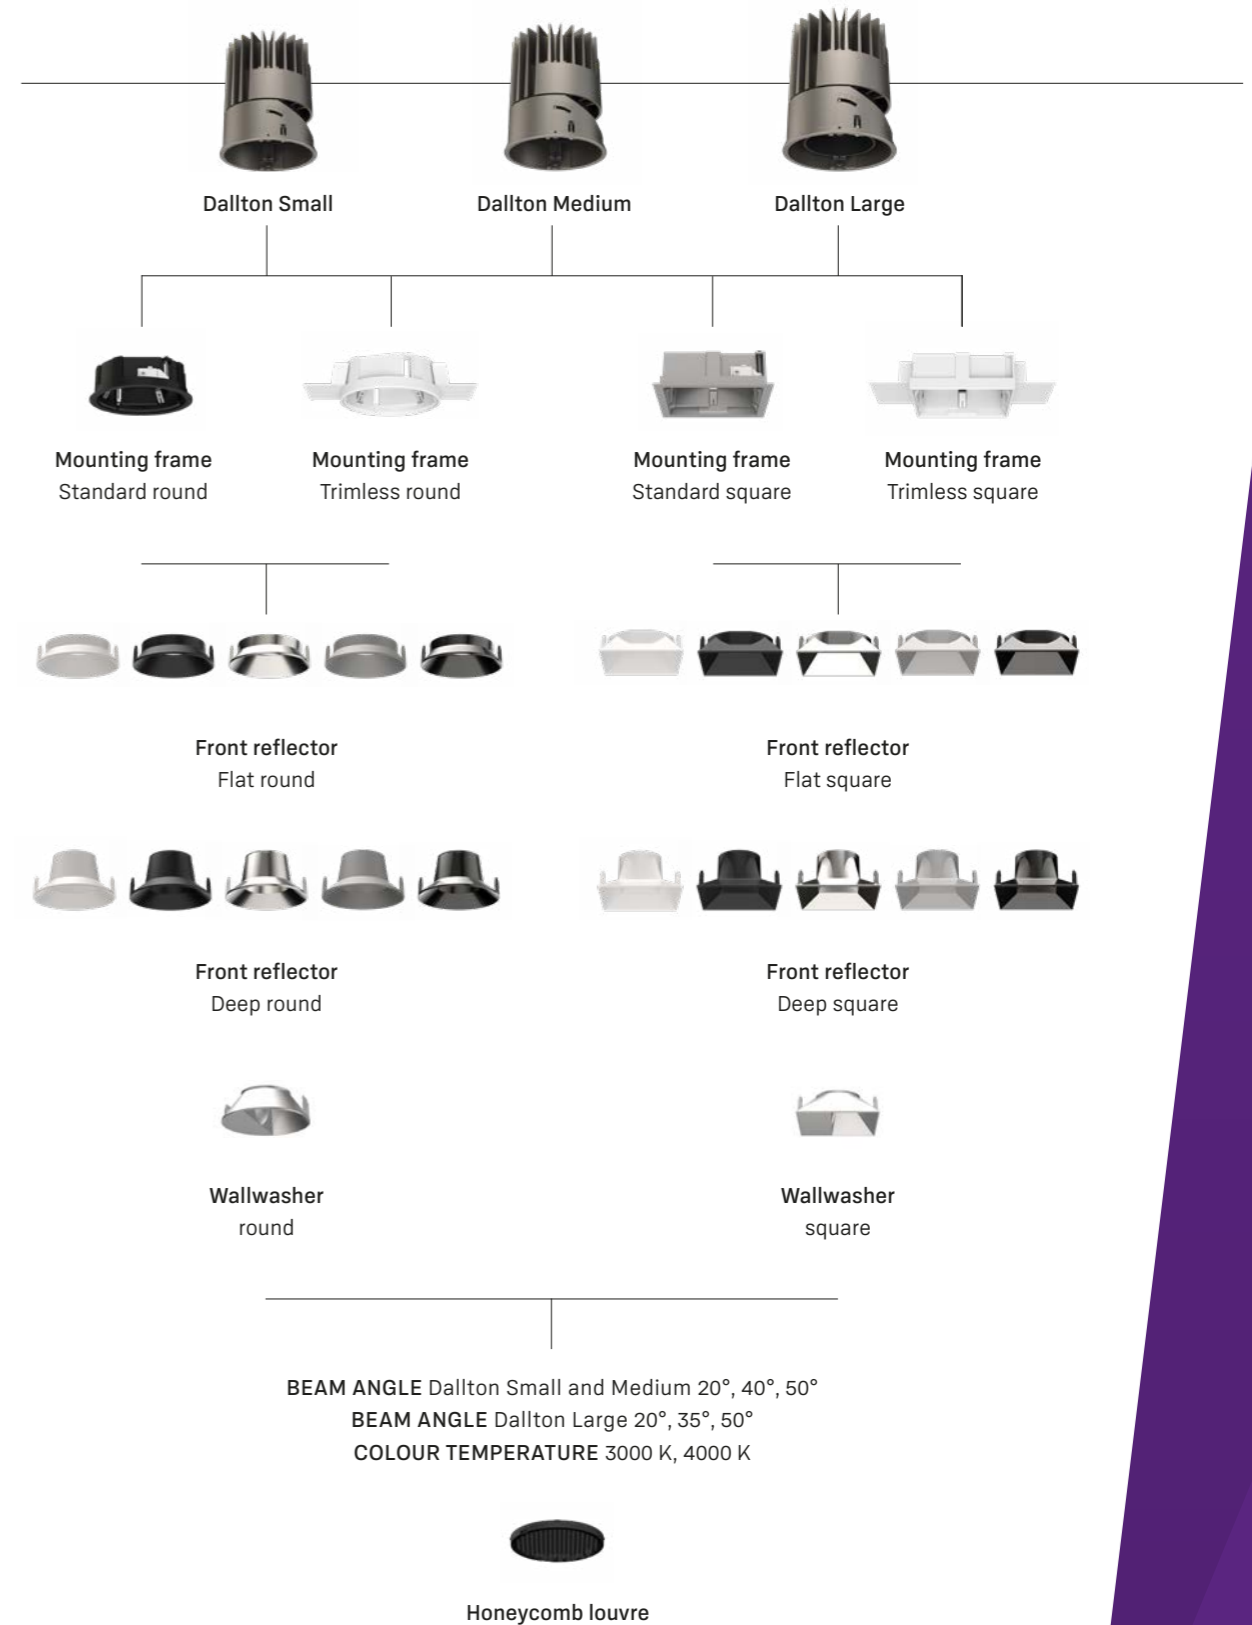 Dallton Small
Dallton Medium
Dallton Large
Mounting frame
Standard round
Mounting frame
Trimless round
Mounting frame
Standard square
Mounting frame
Trimless square
Front reflector
Flat round
Front reflector
Flat square
Front reflector
Deep round
Front reflector
Deep square
Wallwasher
round
Wallwasher
square
BEAM ANGLE Dallton Small and Medium 20°, 40°, 50°
BEAM ANGLE Dallton Large 20°, 35°, 50°
COLOUR TEMPERATURE 3000 K, 4000 K
Honeycomb louvre